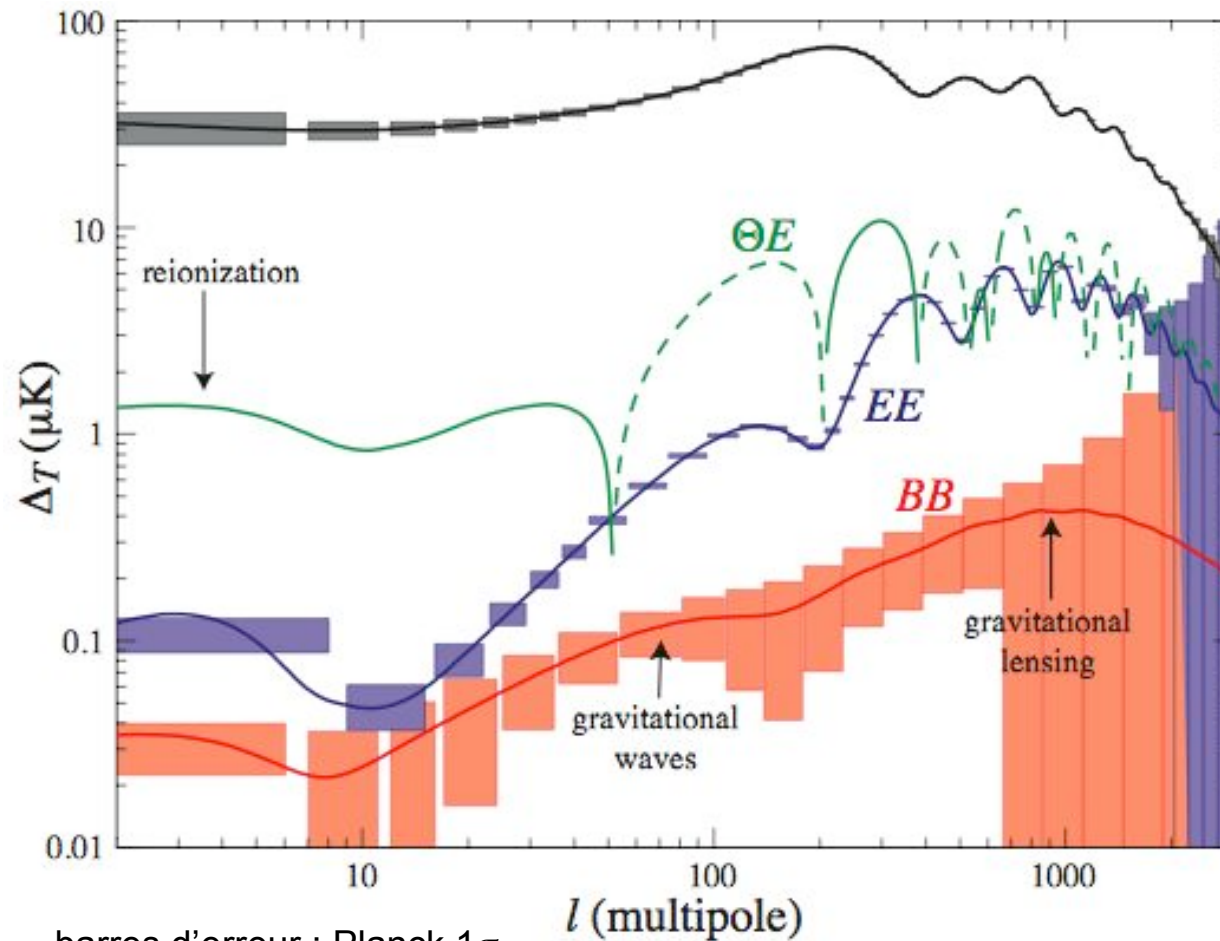 100
10
1
0.1
0.01
Δ_T (μK)
reionization
ΘE
EE
BB
gravitational
waves
gravitational
lensing
10
100
1000
l (multipole)
barres d'erreur : Planck 1σ